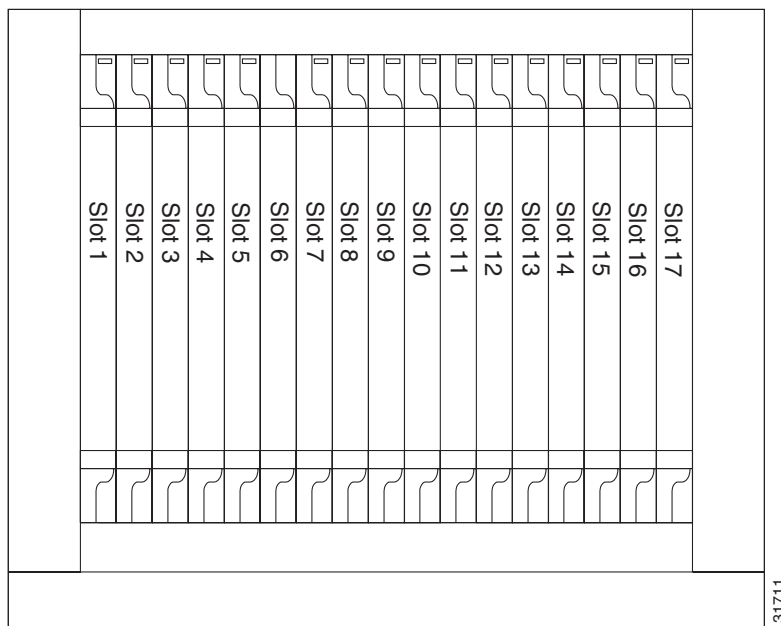 Slot 1
Slot 2
Slot 3
Slot 4
Slot 5
Slot 6
Slot 7
Slot 8
Slot 9
Slot 10
Slot 11
Slot 12
Slot 13
Slot 14
Slot 15
Slot 16
Slot 17
31711